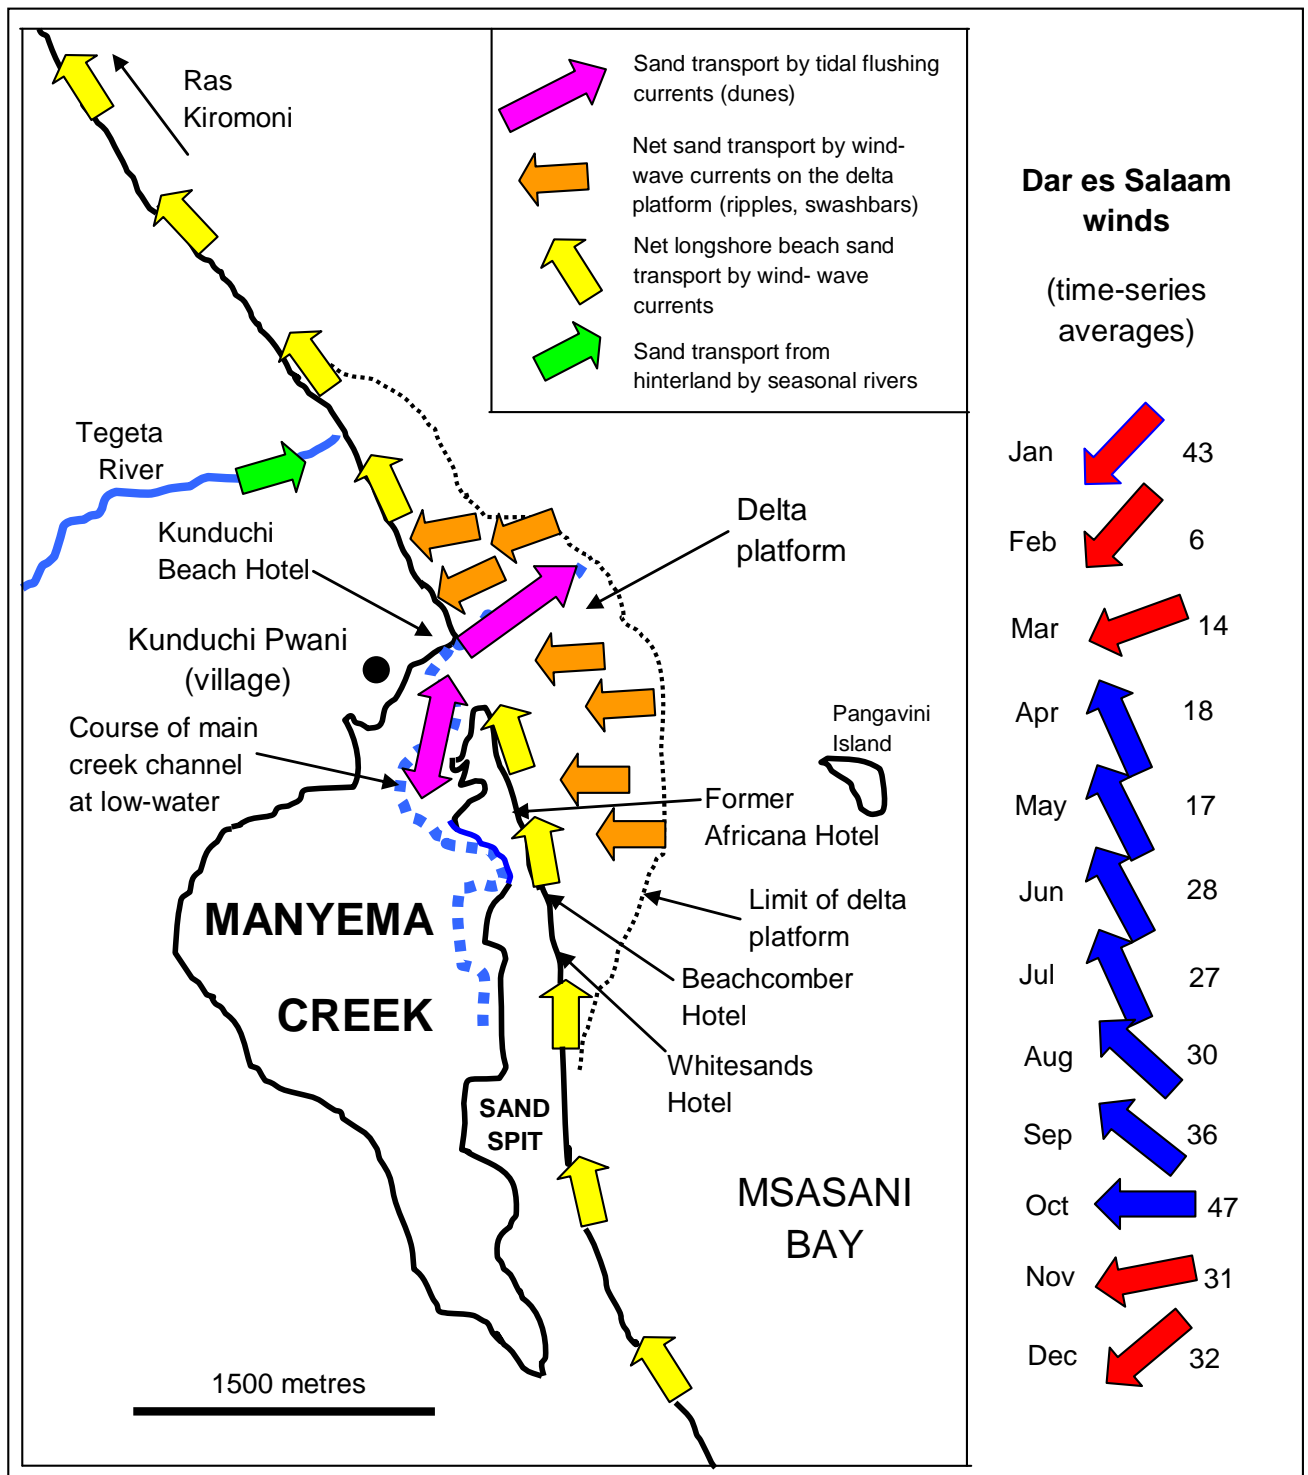 Ras
Kiromoni
Sand transport by tidal flushing
currents (dunes)
Net sand transport by wind-
wave currents on the delta
platform (ripples, swashbars)
Net longshore beach sand
transport by wind- wave
currents
Sand transport from
hinterland by seasonal rivers
Tegeta
River
Kunduchi
Beach Hotel
Delta
platform
Kunduchi Pwani
(village)
Course of main
creek channel
at low-water
Pangavini
Island
Former
Africana Hotel
MANYEMA
CREEK
Limit of delta
platform
Beachcomber
Hotel
Whitesands
Hotel
SAND
SPIT
MSASANI
BAY
1500 metres
Dar es Salaam
winds
(time-series
averages)
Jan 43
Feb 6
Mar 14
Apr 18
May 17
Jun 28
Jul 27
Aug 30
Sep 36
Oct 47
Nov 31
Dec 32